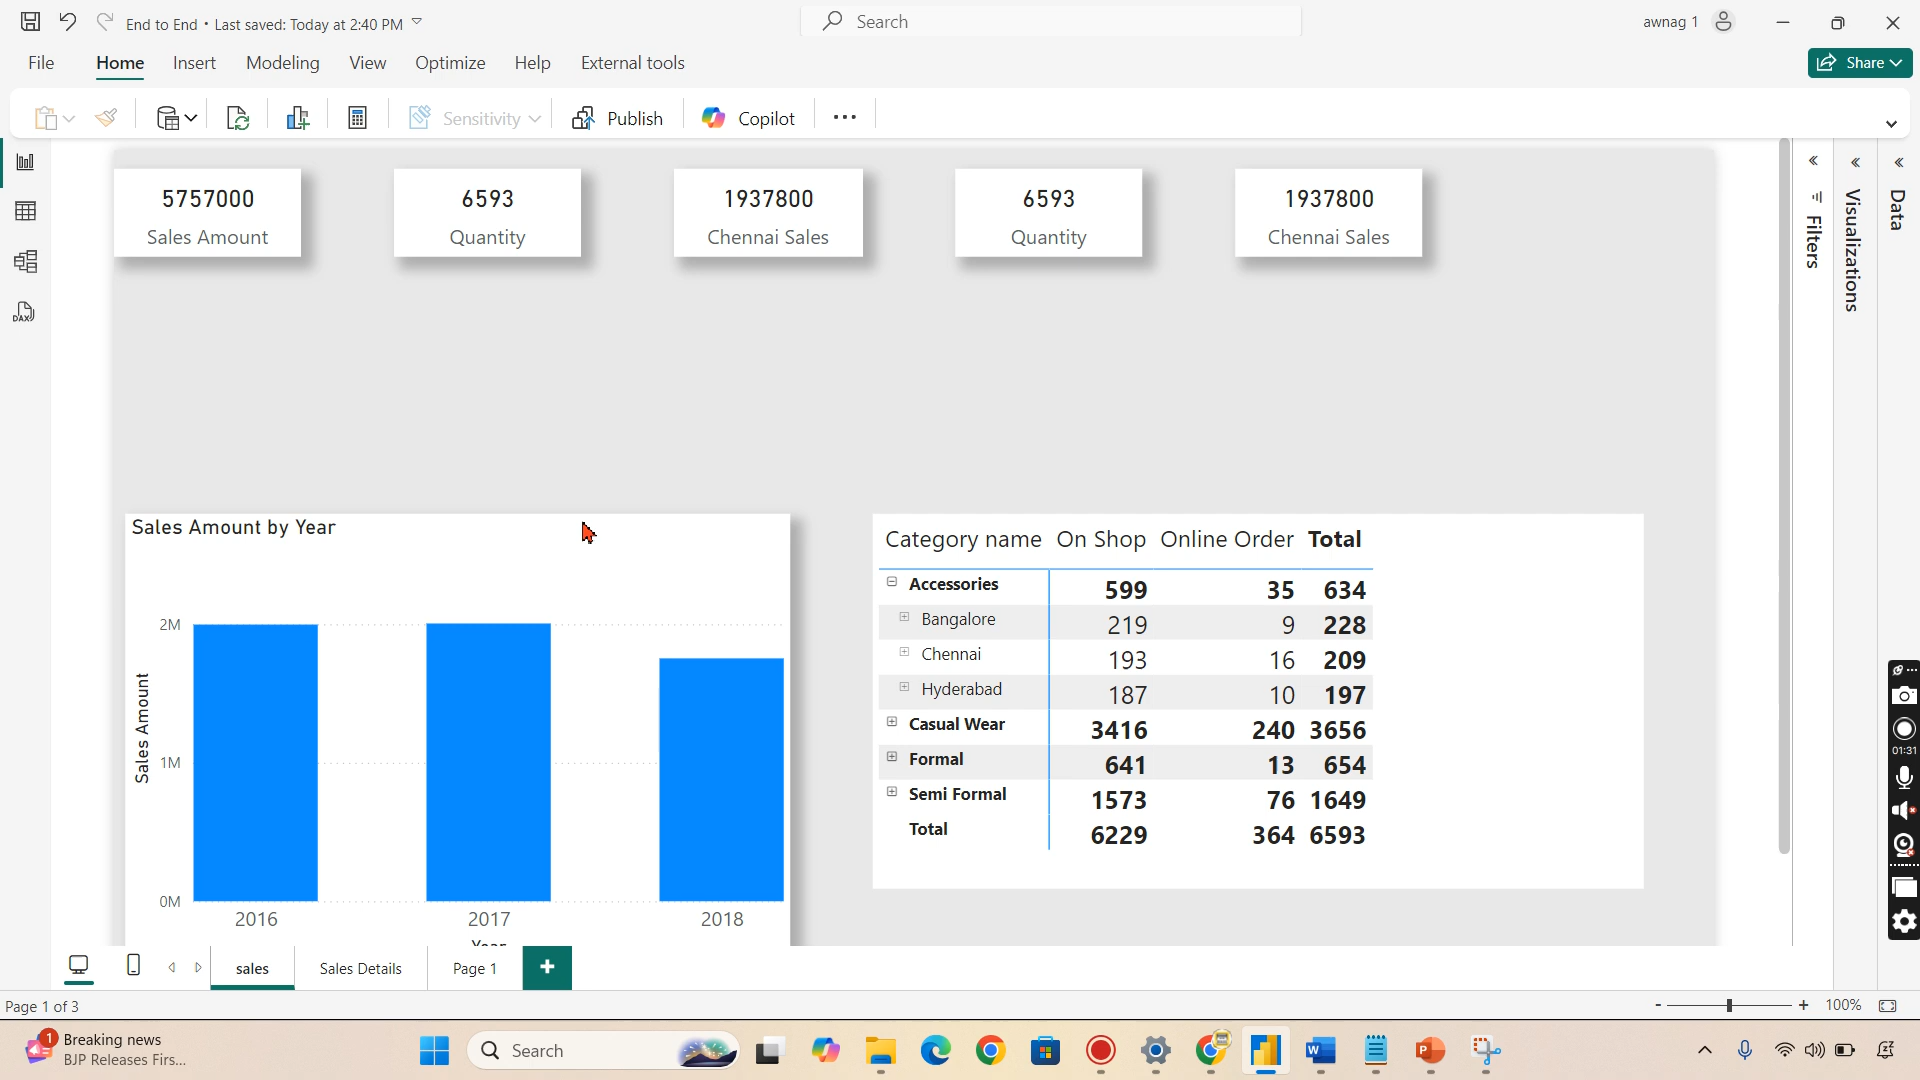 End to End • Last saved: Today at 2:40 PM
Search
awnag 1
File Home Insert Modeling View Optimize Help External tools
Share
Sensitivity
Publish
Copilot
5757000
Sales Amount
6593
Quantity
1937800
Chennai Sales
6593
Quantity
1937800
Chennai Sales
Filters
Visualizations
Data
DAX
Sales Amount by Year
2M
1M
0M
Sales Amount
2016 2017 2018
Category name On Shop Online Order Total
Accessories 599 35 634
Bangalore 219 9 228
Chennai 193 16 209
Hyderabad 187 10 197
Casual Wear 3416 240 3656
Formal 641 13 654
Semi Formal 1573 76 1649
Total 6229 364 6593
01:31
sales Sales Details Page 1
Page 1 of 3
- + 100%
1
Breaking news
BJP Releases Firs...
Search